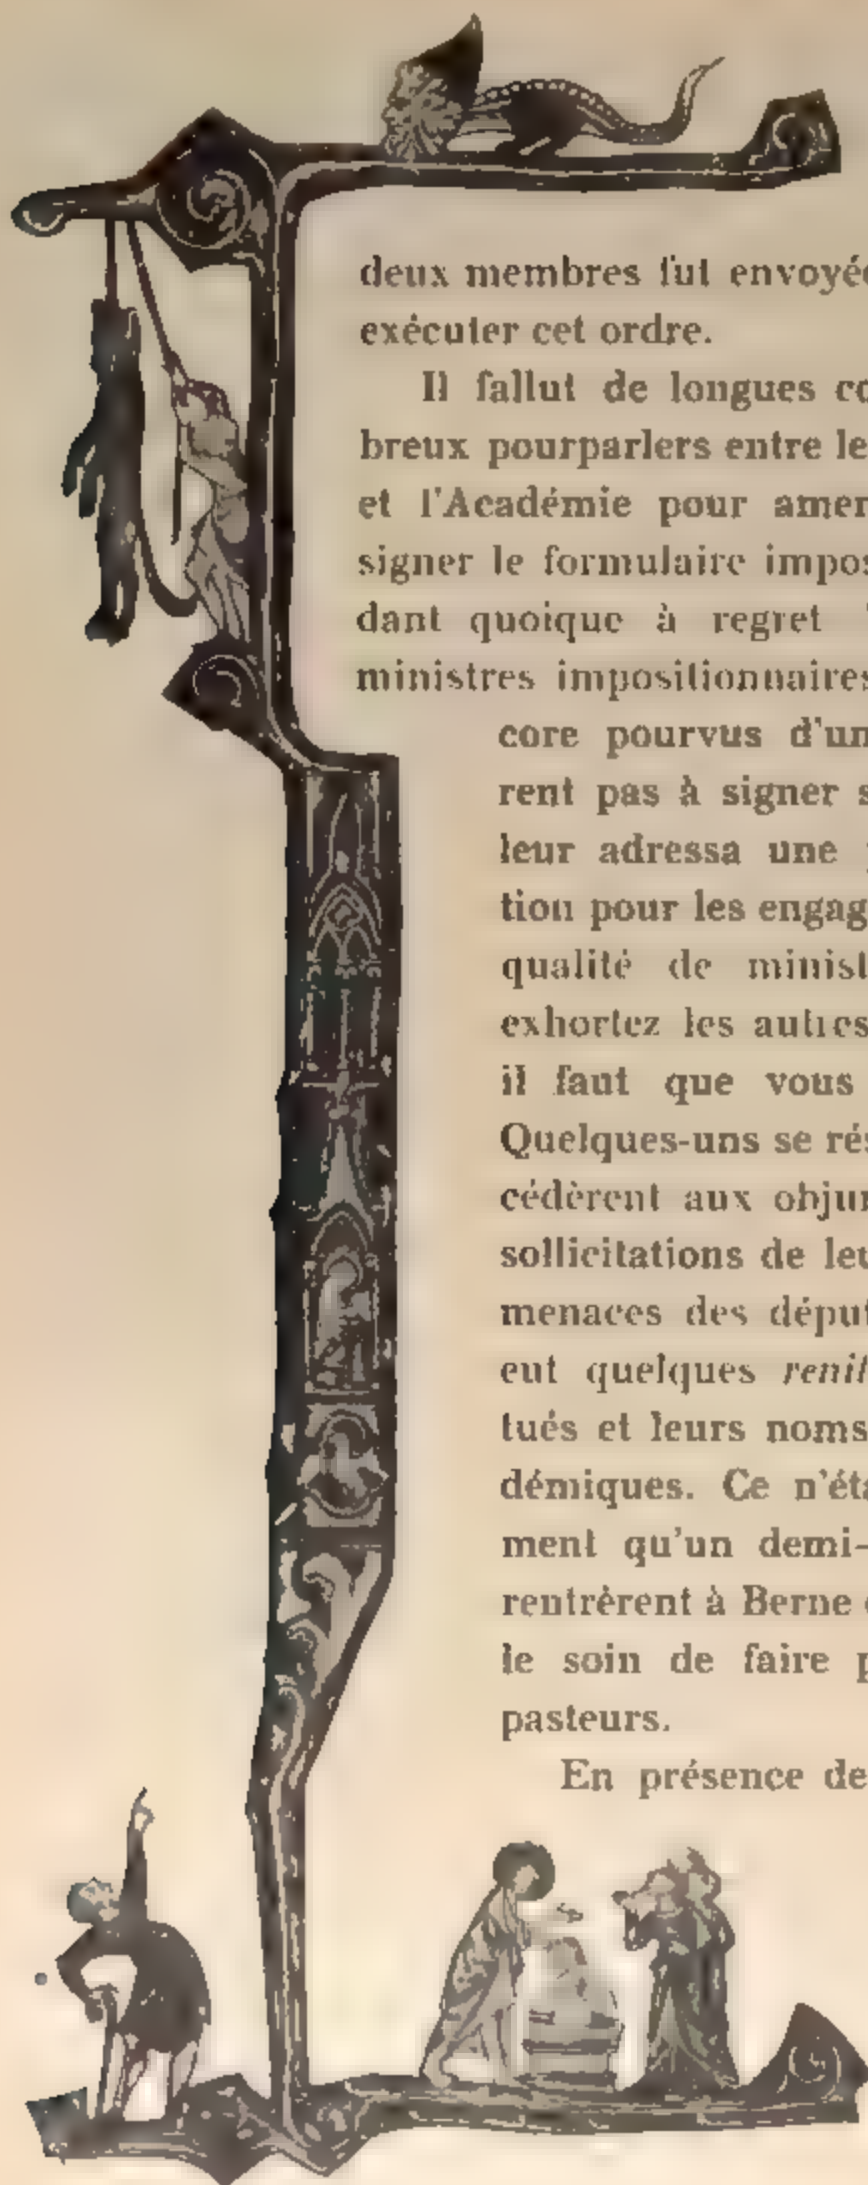 deux membres fut envoyée
exécuter cet ordre.
Il fallut de longues co
breux pourparlers entre le
et l'Académie pour amer
signer le formulaire impos
dant quoique à regret
ministres impositionnaires
core pourvus d'un
rent pas à signer s
leur adressa une
tion pour les engag
qualité de minist
exhortez les autres
il faut que vous
Quelques-uns se rés
cédèrent aux objur
sollicitations de leu
menaces des déput
eut quelques renit
tués et leurs noms
démiques. Ce n'éta
ment qu'un demi-
rentrèrent à Berne
le soin de faire p
pasteurs.
En présence de